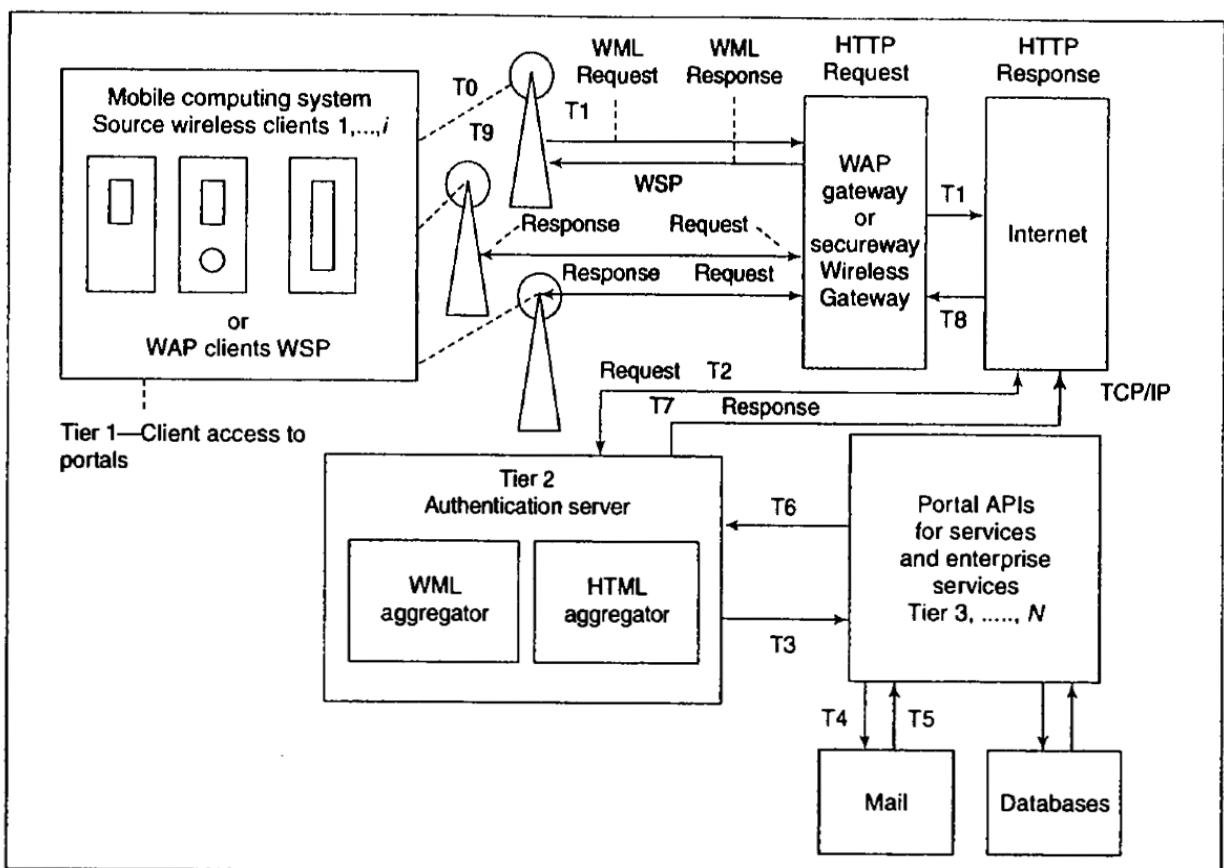 WML
Request
WML
Response
HTTP
Request
HTTP
Response
Mobile computing system
Source wireless clients 1,...,i
or
WAP clients WSP
T0
T9
T1
WSP
Response
Request
Response
Request
WAP
gateway
or
secureway
Wireless
Gateway
T1
T8
Internet
Request T2
T7 Response
TCP/IP
Tier 1—Client access to
portals
Tier 2
Authentication server
WML
aggregator
HTML
aggregator
T6
T3
Portal APIs
for services
and enterprise
services
Tier 3, ....., N
T4
T5
Mail
Databases